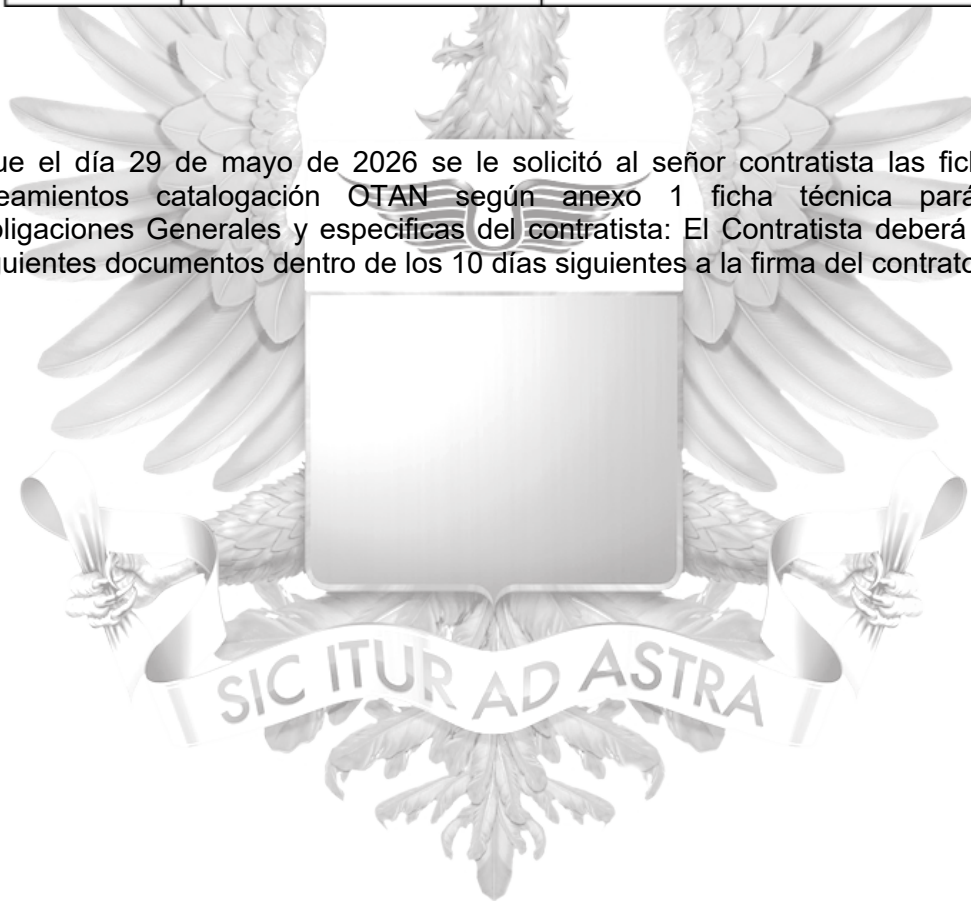 ue el día 29 de mayo de 2026 se le solicitó al señor contratista las fich
eamientos catalogación OTAN según anexo 1 ficha técnica pará
ligaciones Generales y especificas del contratista: El Contratista deberá
guientes documentos dentro de los 10 días siguientes a la firma del contrato
SIC ITUR AD ASTRA